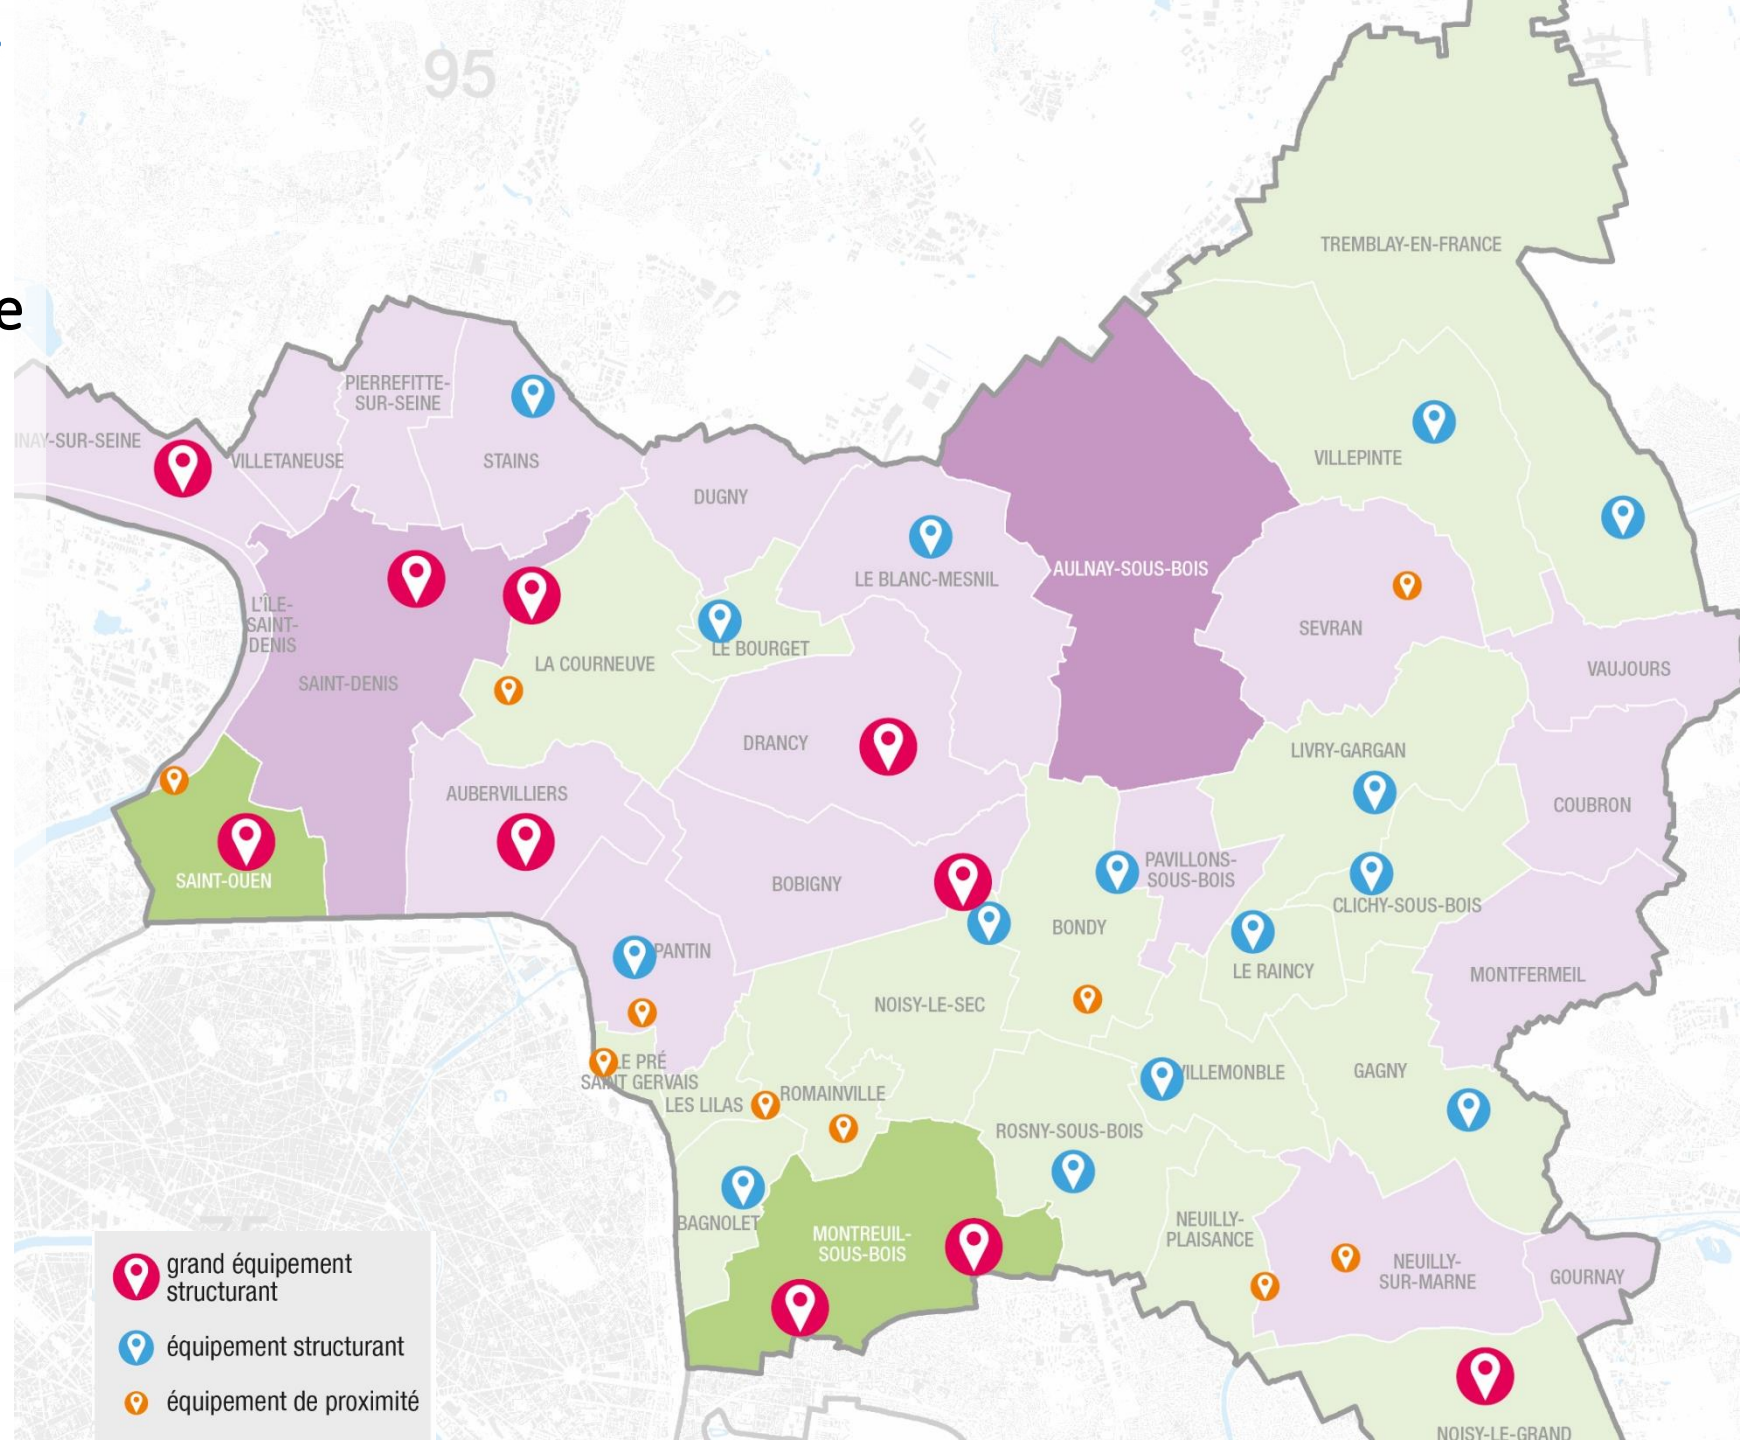 95
e
TREMBLAY-EN-FRANCE
PIERREFITTE-
SUR-SEINE
NAY-SUR-SEINE
VILLETANEUSE
STAINS
VILLEPINTE
DUGNY
LE BLANC-MESNIL
AULNAY-SOUS-BOIS
L'ÎLE-
SAINT-
DENIS
SEVRAN
LE BOURGET
LA COURNEUVE
VAUJOURS
SAINT-DENIS
DRANCY
LIVRY-GARGAN
AUBERVILLIERS
COUBRON
PAVILLONS-
SOUS-BOIS
SAINT-OUEN
BOBIGNY
CLICHY-SOUS-BOIS
BONDY
PANTIN
LE RAINCY
MONTFERMEIL
NOISY-LE-SEC
LE PRÉ
SAINT GERVAIS
VILLEMONBLE
GAGNY
ROMAINVILLE
LES LILAS
ROSNY-SOUS-BOIS
BAGNOLET
MONTREUIL-
SOUS-BOIS
NEUILLY-
PLAISANCE
NEUILLY-
SUR-MARNE
GOURNAY
NOISY-LE-GRAND
grand équipement
structurant
équipement structurant
équipement de proximité